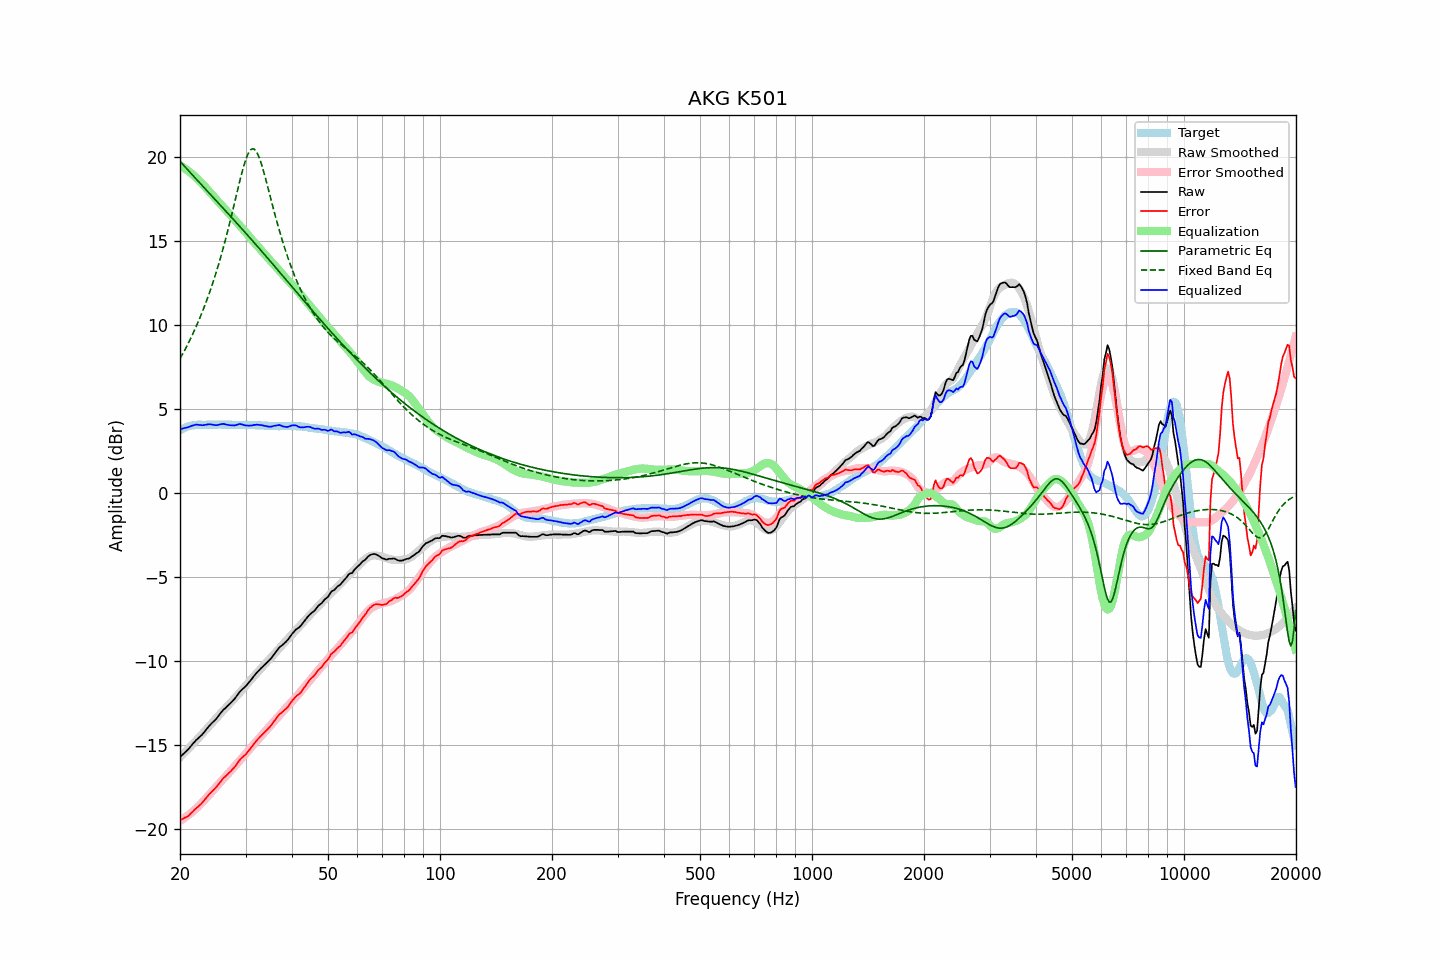 AKG K501
Amplitude (dBr)
20
15
10
5
0
−5
−10
−15
−20
Target
Raw Smoothed
Error Smoothed
Raw
Error
Equalization
Parametric Eq
Fixed Band Eq
Equalized
20 50 100 200 500 1000 2000 5000 10000 20000
Frequency (Hz)